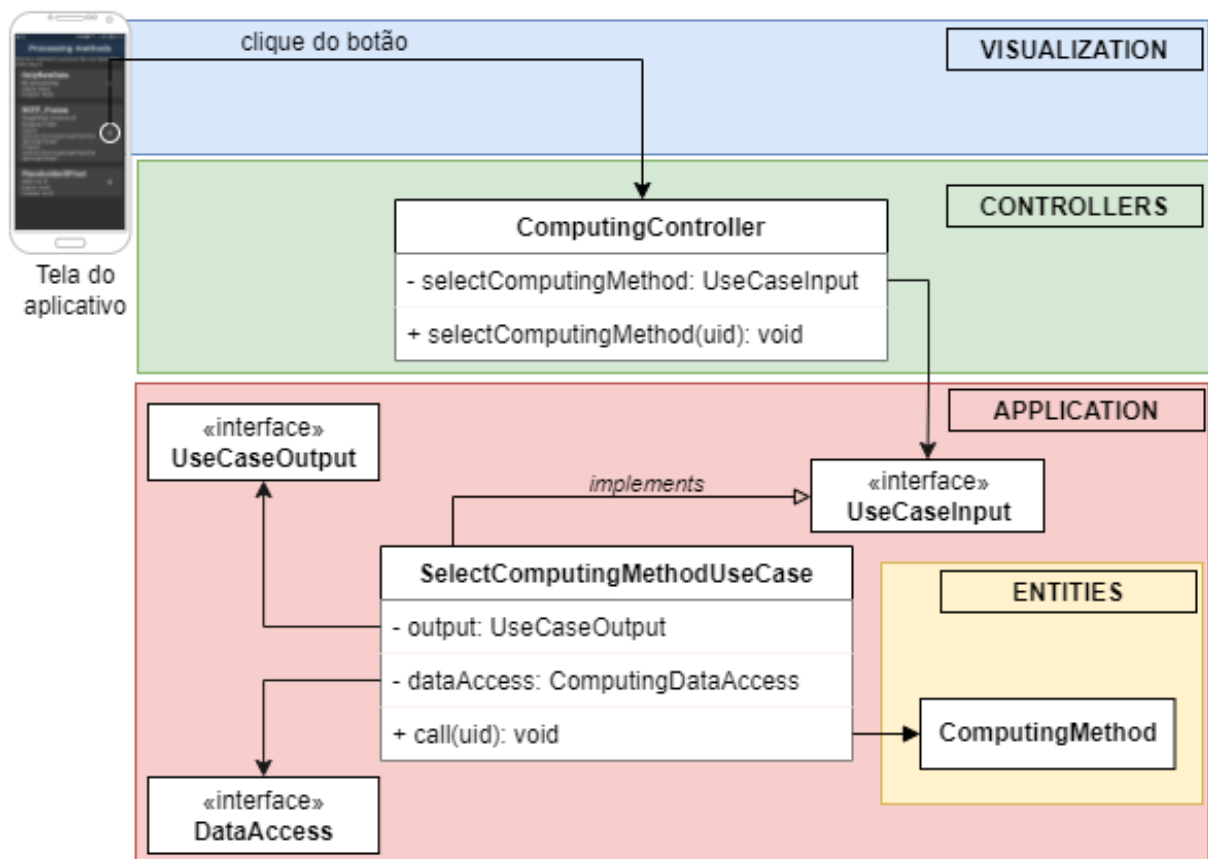 Processing methods
OnlyRawData
clique do botão
VISUALIZATION
Tela do
aplicativo
CONTROLLERS
ComputingController
- selectComputingMethod: UseCaseInput
+ selectComputingMethod(uid): void
APPLICATION
«interface»
UseCaseOutput
implements
«interface»
UseCaseInput
SelectComputingMethodUseCase
- output: UseCaseOutput
- dataAccess: ComputingDataAccess
+ call(uid): void
ENTITIES
ComputingMethod
«interface»
DataAccess